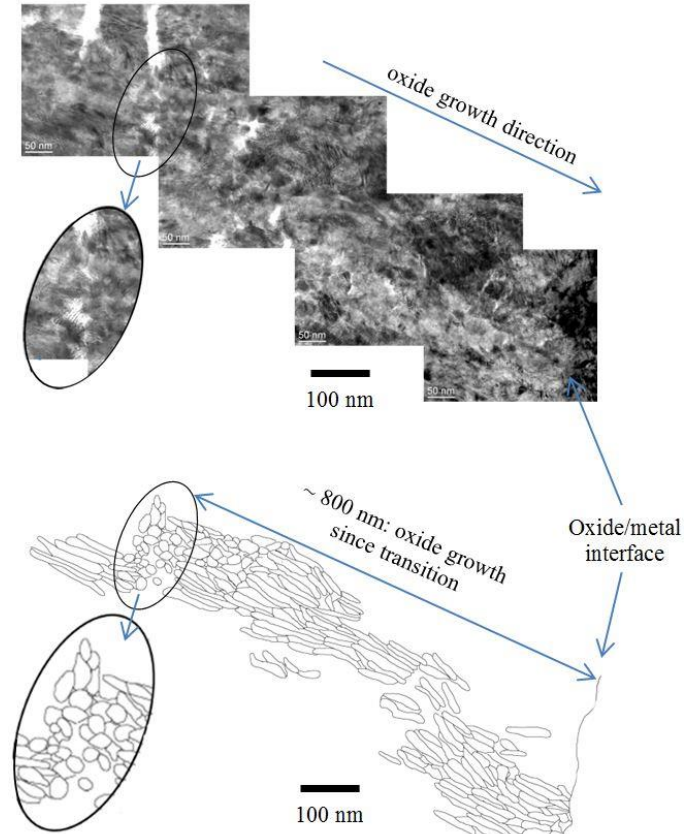 oxide growth
direction
50 nm
50 nm
50 nm
50 nm
100 nm
~ 800 nm: oxide growth
since transition
Oxide/metal
interface
100 nm